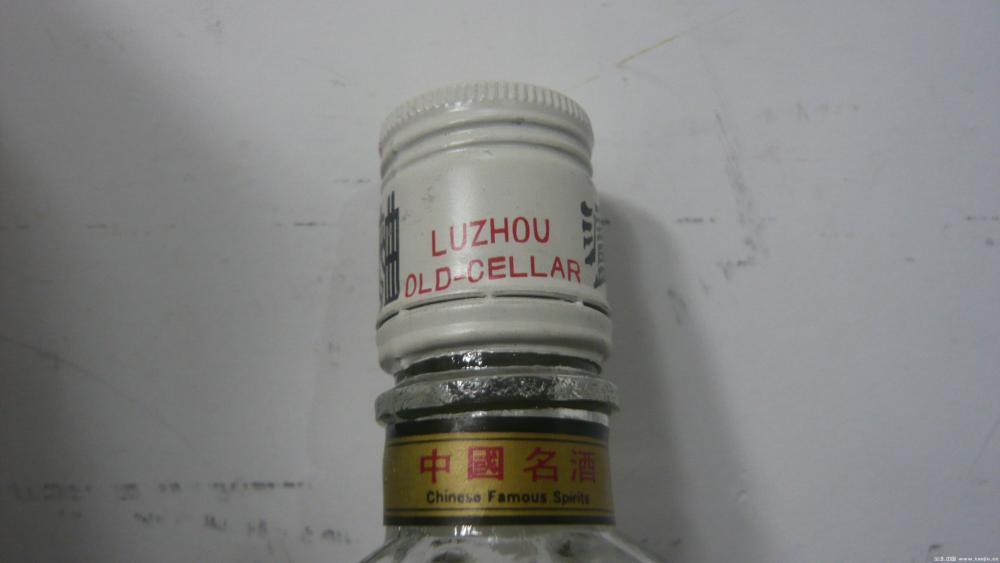 LUZHOU
OLD-CELLAR
中國名酒
Chinese Famous Spirits